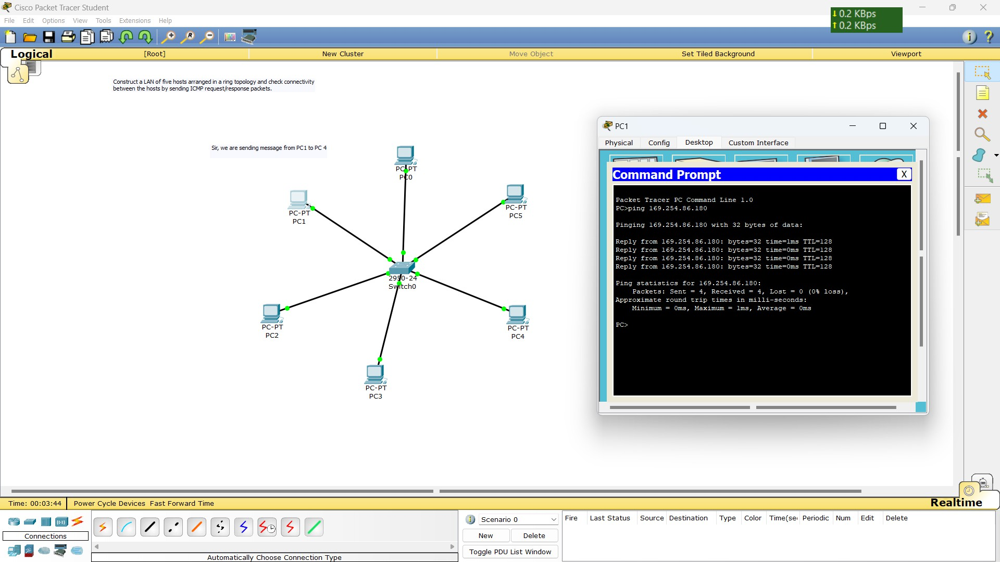 Cisco Packet Tracer Student
0.2 KBps
0.2 KBps
File Edit Options View Tools Extensions Help
Logical [Root] New Cluster Move Object Set Tiled Background Viewport
Construct a LAN of five hosts arranged in a ring topology and check connectivity
between the hosts by sending ICMP request/response packets.
Sir, we are sending message from PC1 to PC 4
PC-PT
PC0
PC-PT
PC1
PC-PT
PC5
2950-24
Switch0
PC-PT
PC2
PC-PT
PC4
PC-PT
PC3
PC1
Physical Config Desktop Custom Interface
Command Prompt X
Packet Tracer PC Command Line 1.0
PC>ping 169.254.86.180
Pinging 169.254.86.180 with 32 bytes of data:
Reply from 169.254.86.180: bytes=32 time=1ms TTL=128
Reply from 169.254.86.180: bytes=32 time=0ms TTL=128
Reply from 169.254.86.180: bytes=32 time=0ms TTL=128
Reply from 169.254.86.180: bytes=32 time=0ms TTL=128
Ping statistics for 169.254.86.180:
Packets: Sent = 4, Received = 4, Lost = 0 (0% loss),
Approximate round trip times in milli-seconds:
Minimum = 0ms, Maximum = 1ms, Average = 0ms
PC>
Time: 00:03:44 Power Cycle Devices Fast Forward Time Realtime
Connections
Automatically Choose Connection Type
Scenario 0
New Delete
Toggle PDU List Window
Fire Last Status Source Destination Type Color Time(se Periodic Num Edit Delete